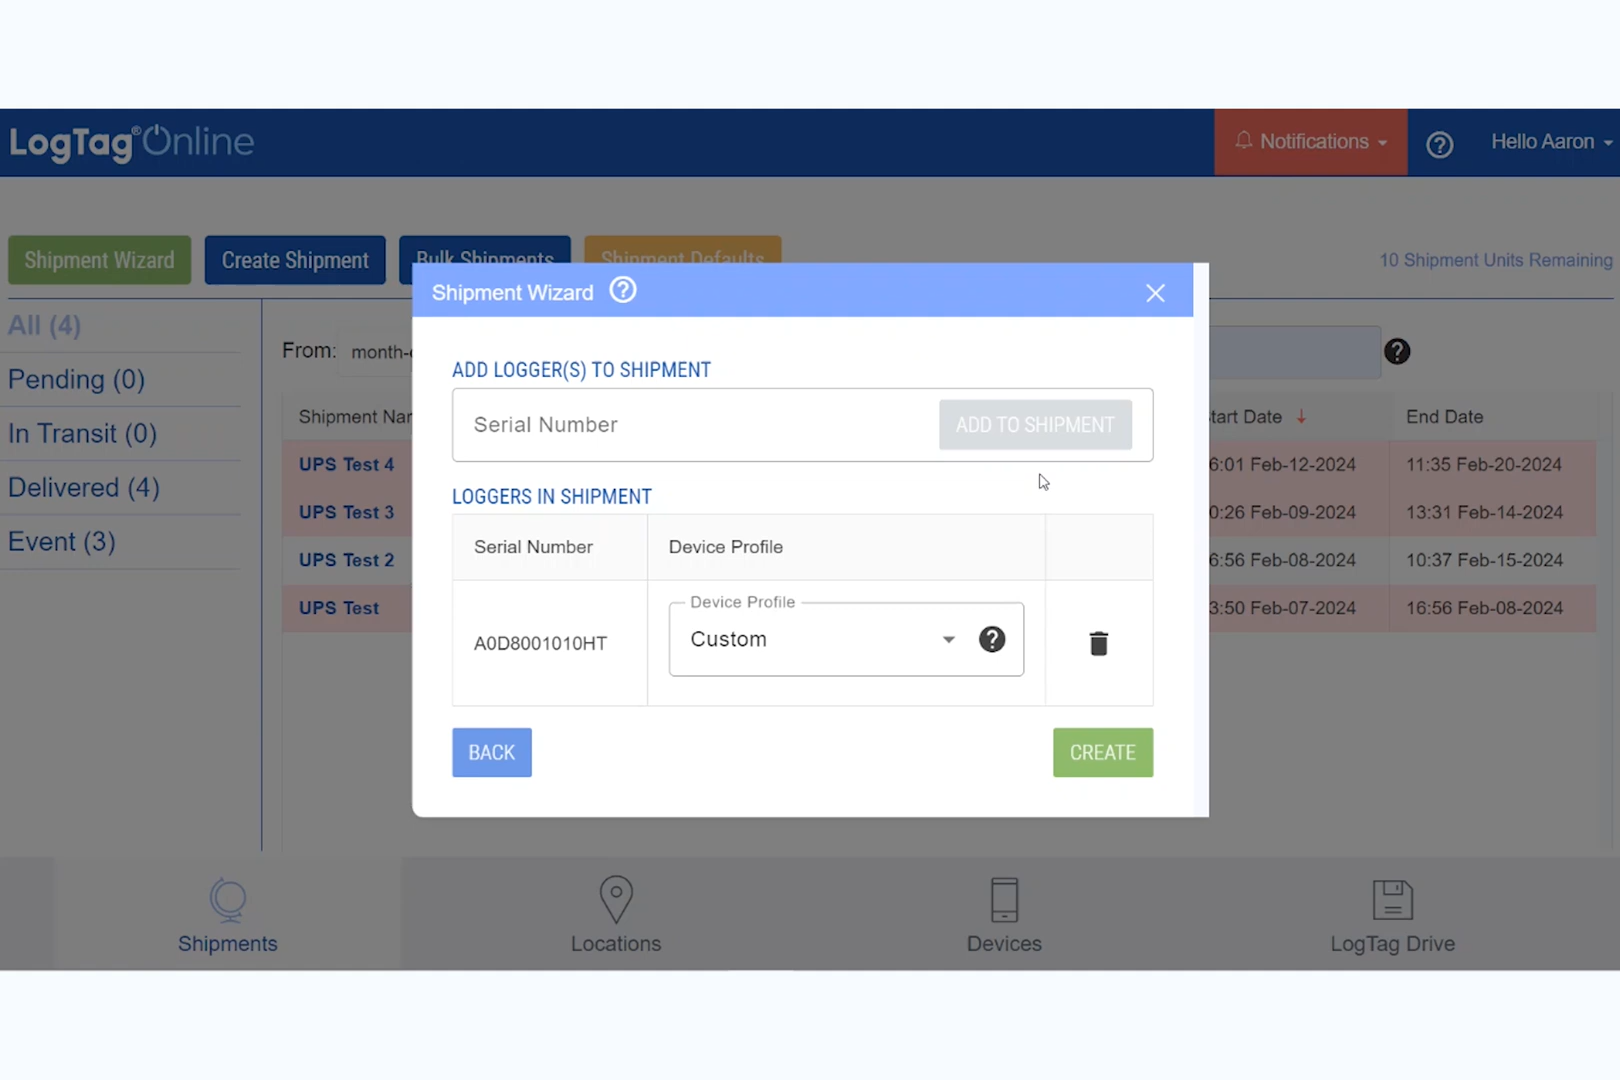 LogTag® Online
Notifications
?
Hello Aaron
Shipment Wizard
Create Shipment
Bulk Shipments
Shipment Defaults
10 Shipment Units Remaining
All (4)
Pending (0)
In Transit (0)
Delivered (4)
Event (3)
From: month-
?
Shipment Nar
Start Date
End Date
UPS Test 4
6:01 Feb-12-2024
11:35 Feb-20-2024
UPS Test 3
0:26 Feb-09-2024
13:31 Feb-14-2024
UPS Test 2
6:56 Feb-08-2024
10:37 Feb-15-2024
UPS Test
3:50 Feb-07-2024
16:56 Feb-08-2024
Shipment Wizard ?
ADD LOGGER(S) TO SHIPMENT
Serial Number
ADD TO SHIPMENT
LOGGERS IN SHIPMENT
Serial Number
Device Profile
A0D8001010HT
Device Profile
Custom
?
BACK
CREATE
Shipments
Locations
Devices
LogTag Drive